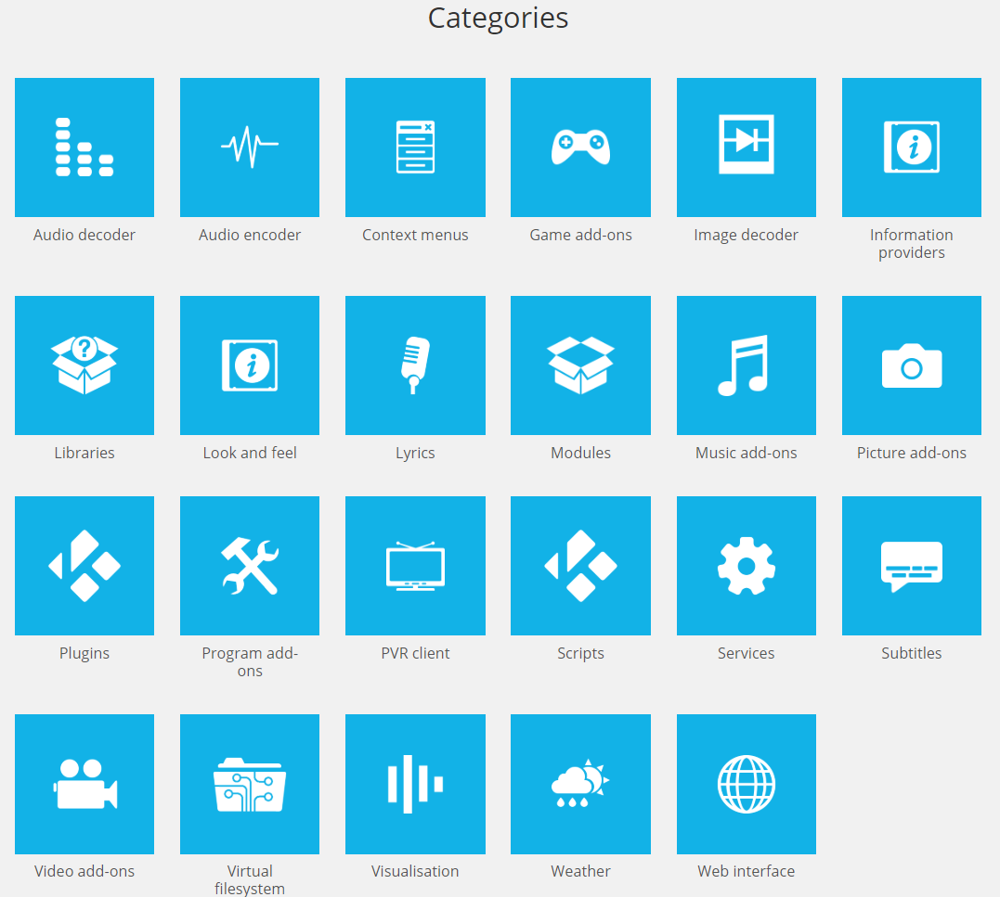 Categories
Audio decoder
Audio encoder
Context menus
Game add-ons
Image decoder
Information
providers
Libraries
Look and feel
Lyrics
Modules
Music add-ons
Picture add-ons
Plugins
Program add-
ons
PVR client
Scripts
Services
Subtitles
Video add-ons
Virtual
filesystem
Visualisation
Weather
Web interface